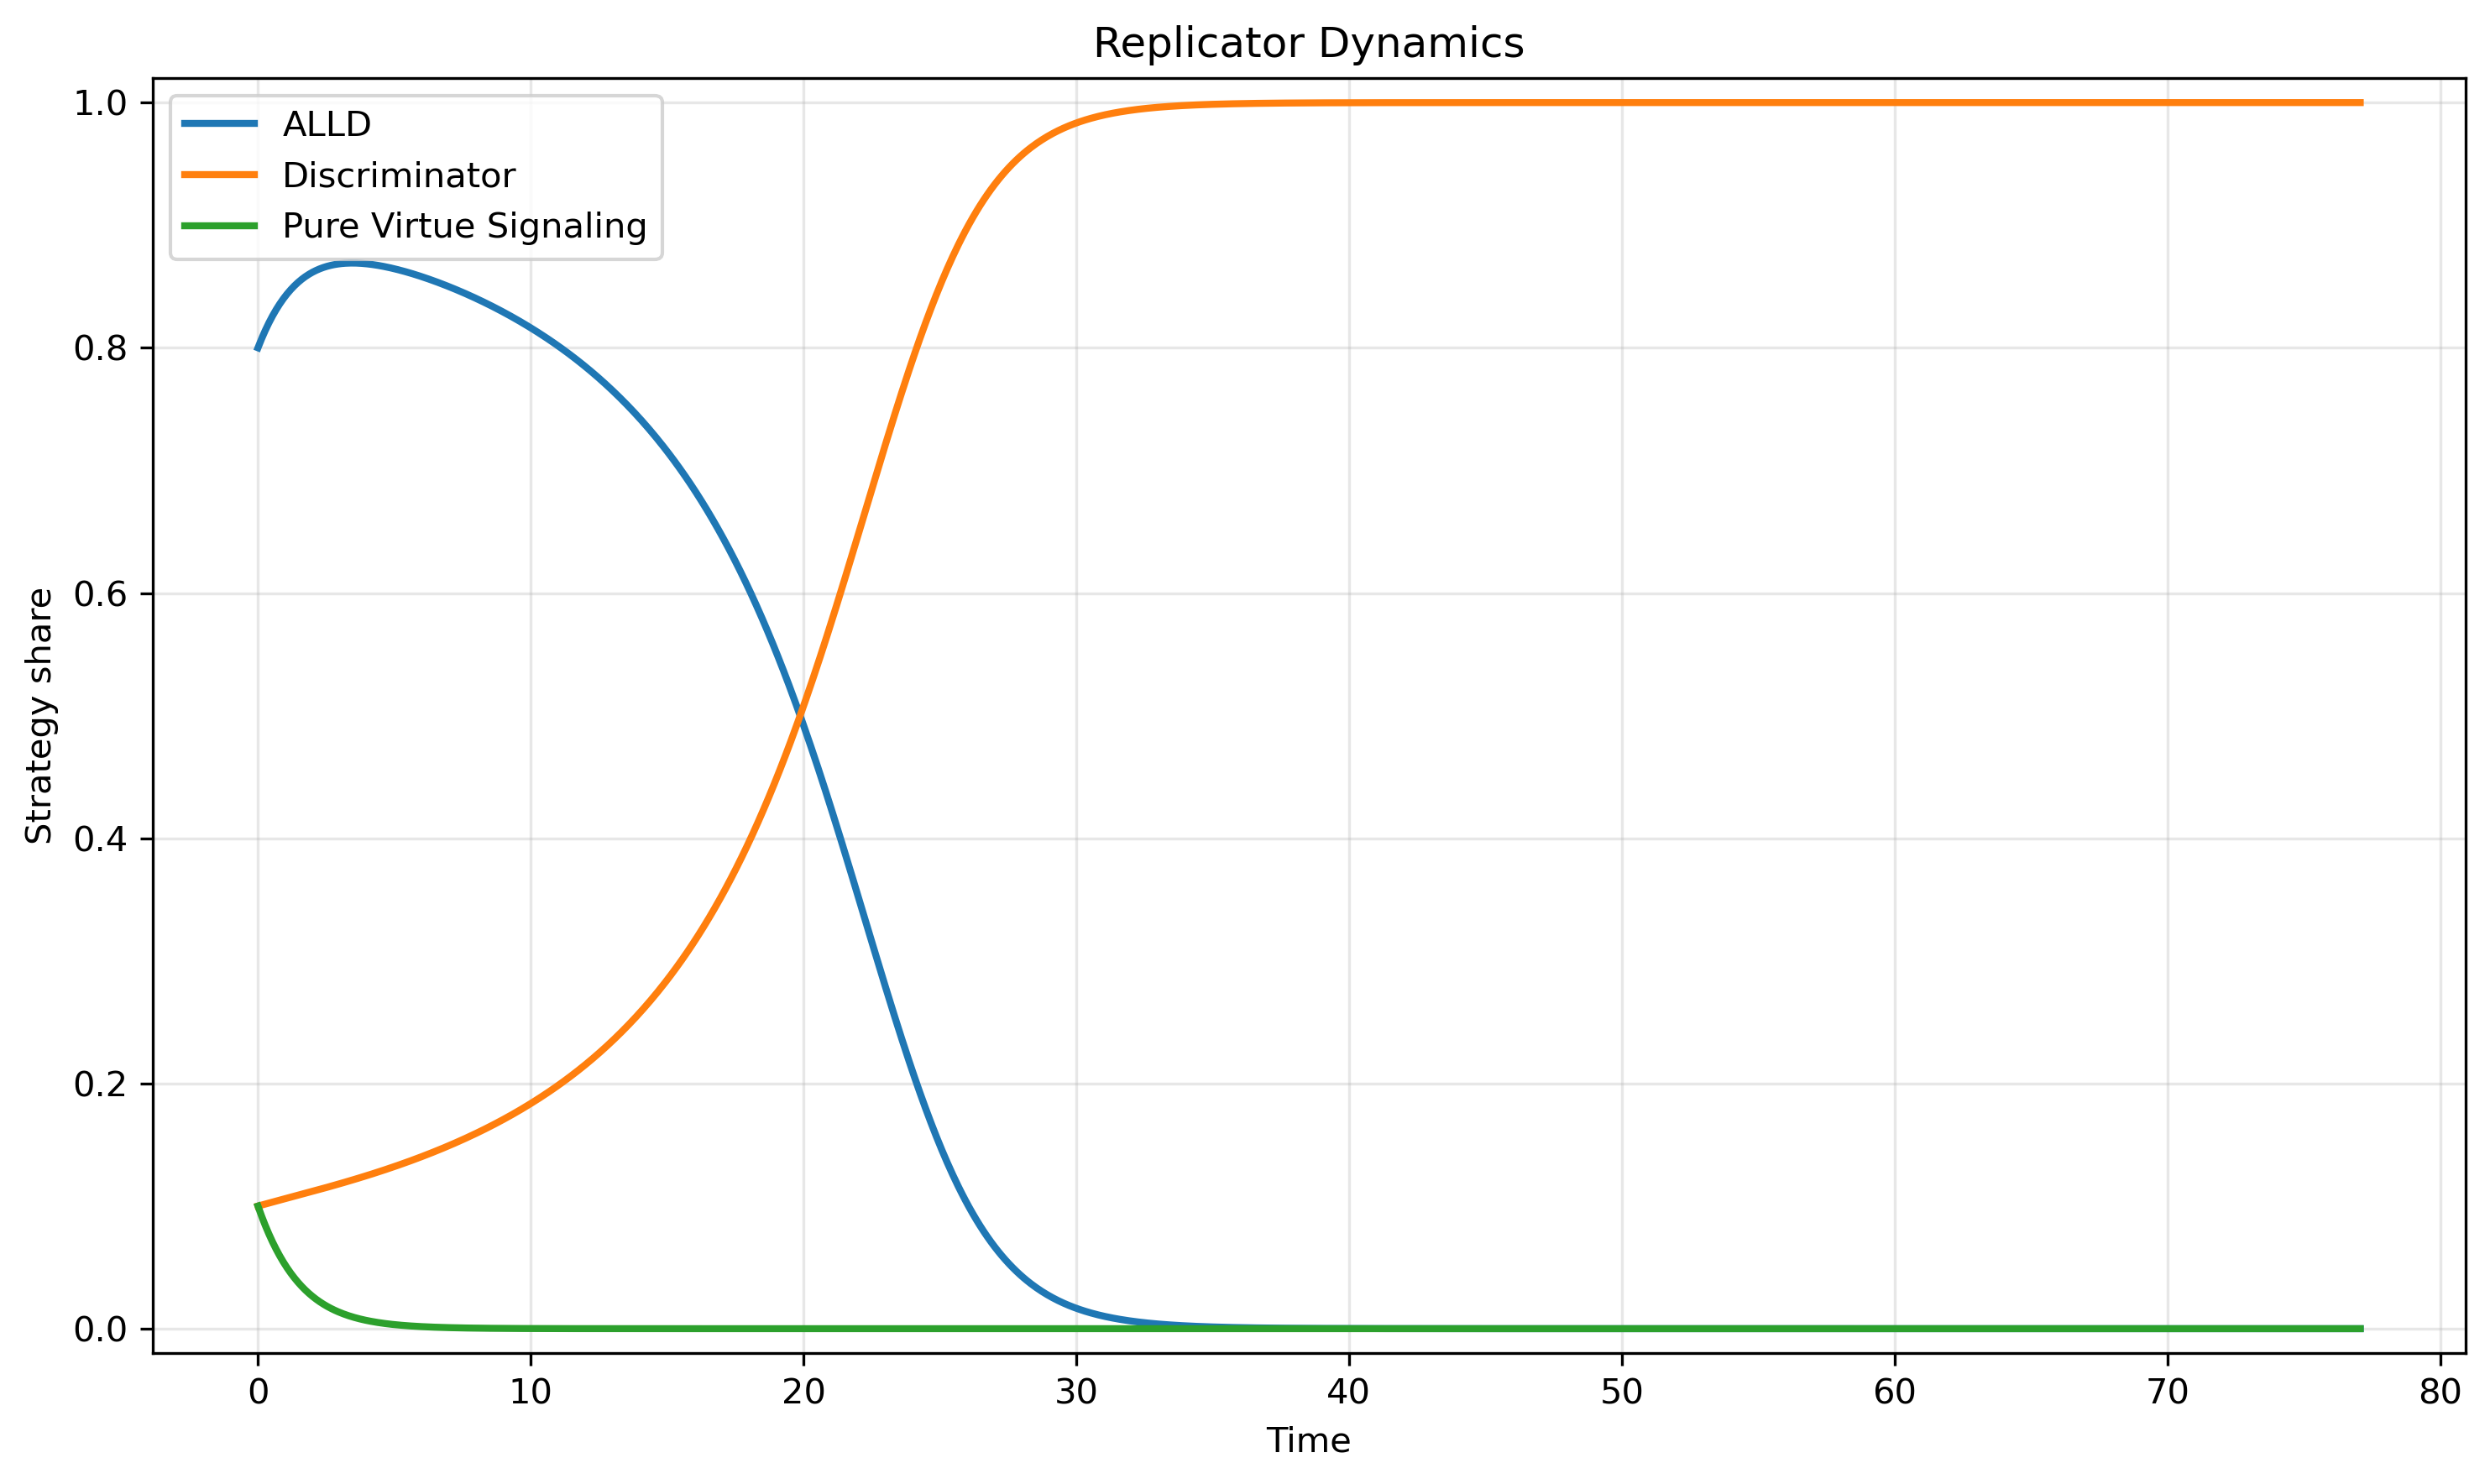 Replicator Dynamics
ALLD
Discriminator
Pure Virtue Signaling
Strategy share
1.0
0.8
0.6
0.4
0.2
0.0
0 10 20 30 40 50 60 70 80
Time